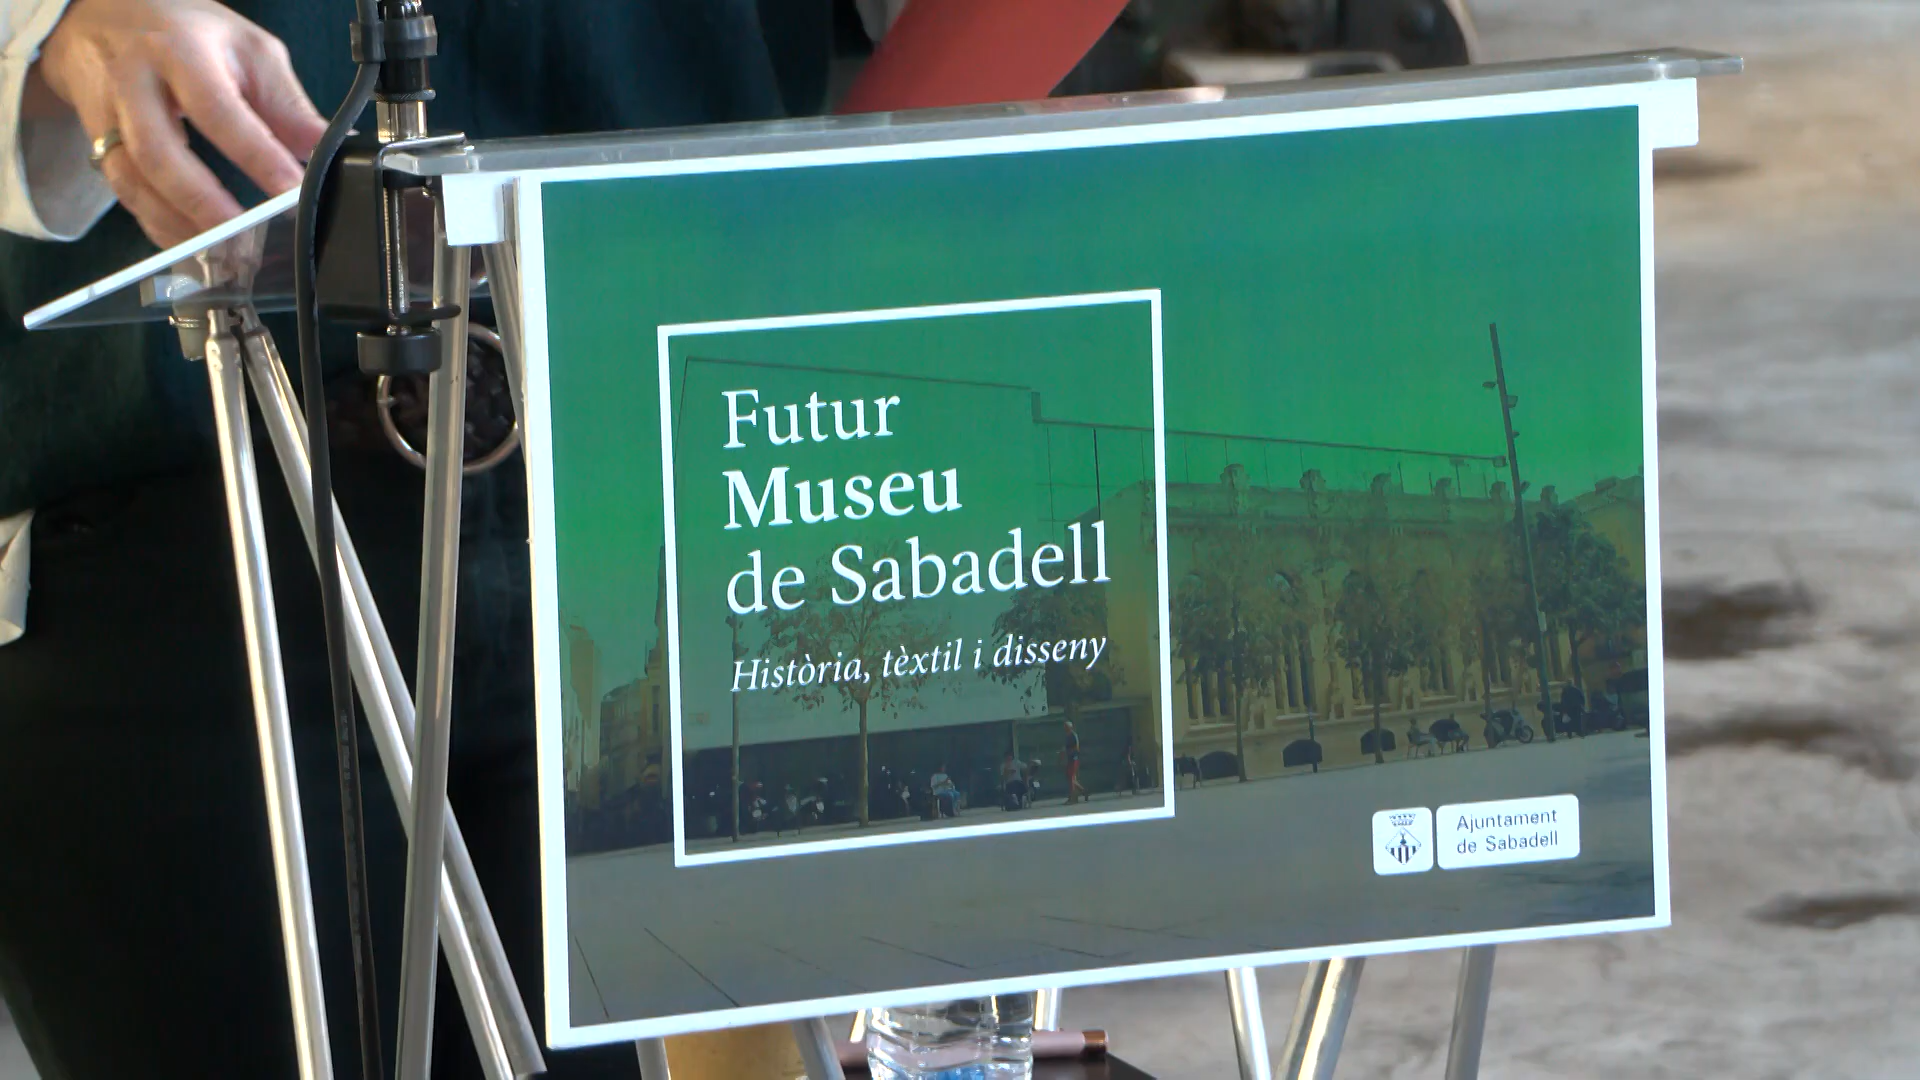 Futur
Museu
de Sabadell
Història, tèxtil i disseny
Ajuntament
de Sabadell